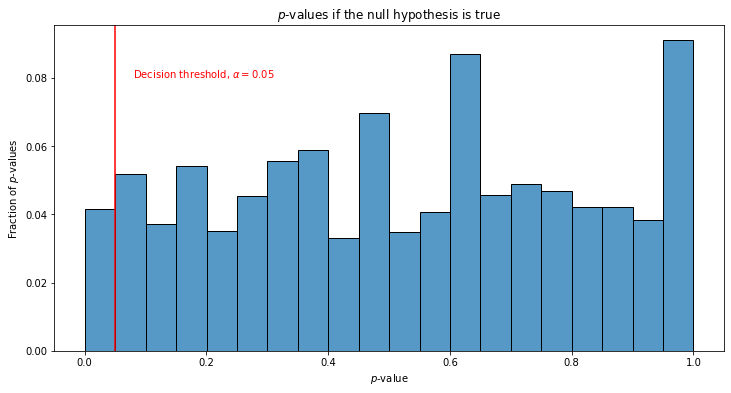 p-values if the null hypothesis is true
Decision threshold, α = 0.05
Fraction of p-values
0.08
0.06
0.04
0.02
0.00
0.0 0.2 0.4 0.6 0.8 1.0
p-value